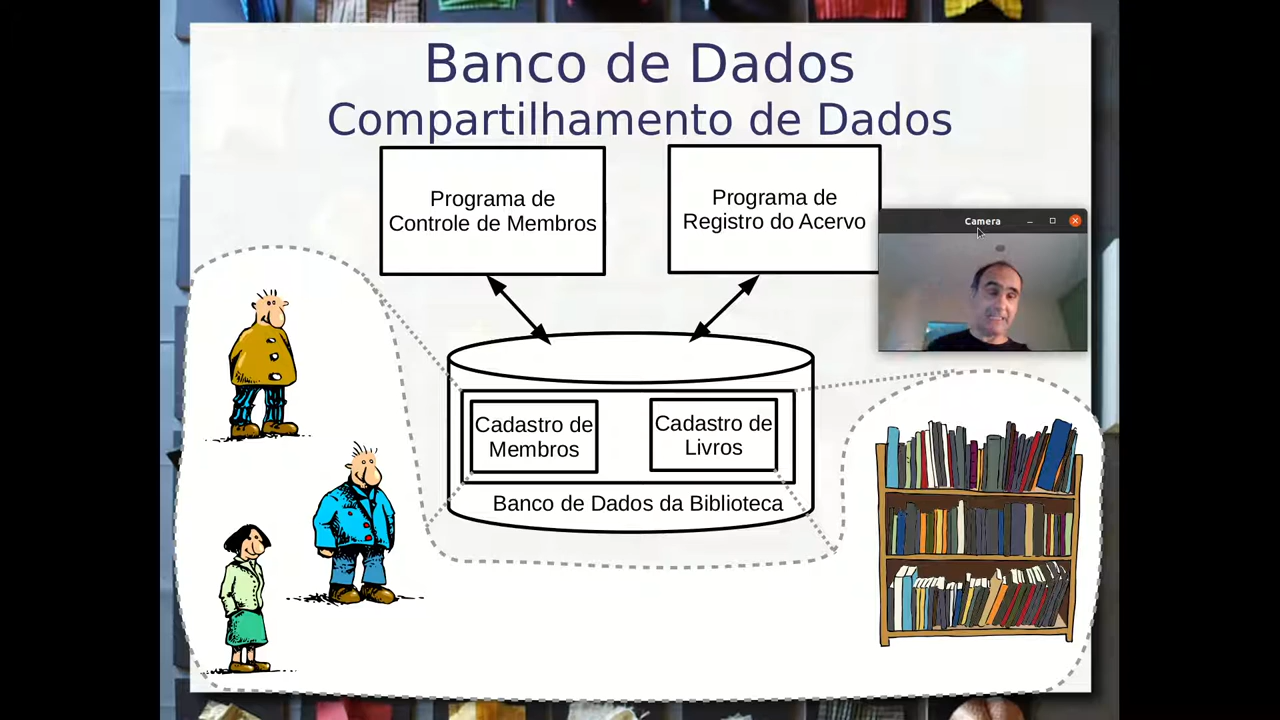 Banco de Dados
Compartilhamento de Dados
Programa de
Controle de Membros
Programa de
Registro do Acervo
Camera
Cadastro de
Membros
Cadastro de
Livros
Banco de Dados da Biblioteca